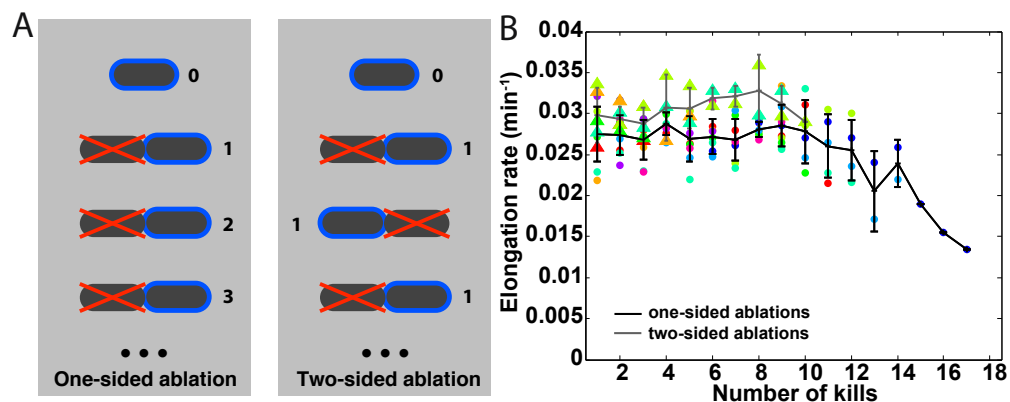 A
0
1
2
3
...
One-sided ablation
0
1
1
1
...
Two-sided ablation
B
Elongation rate (min⁻¹)
0.04
0.035
0.03
0.025
0.02
0.015
0.01
0.005
0
one-sided ablations
two-sided ablations
2 4 6 8 10 12 14 16 18
Number of kills